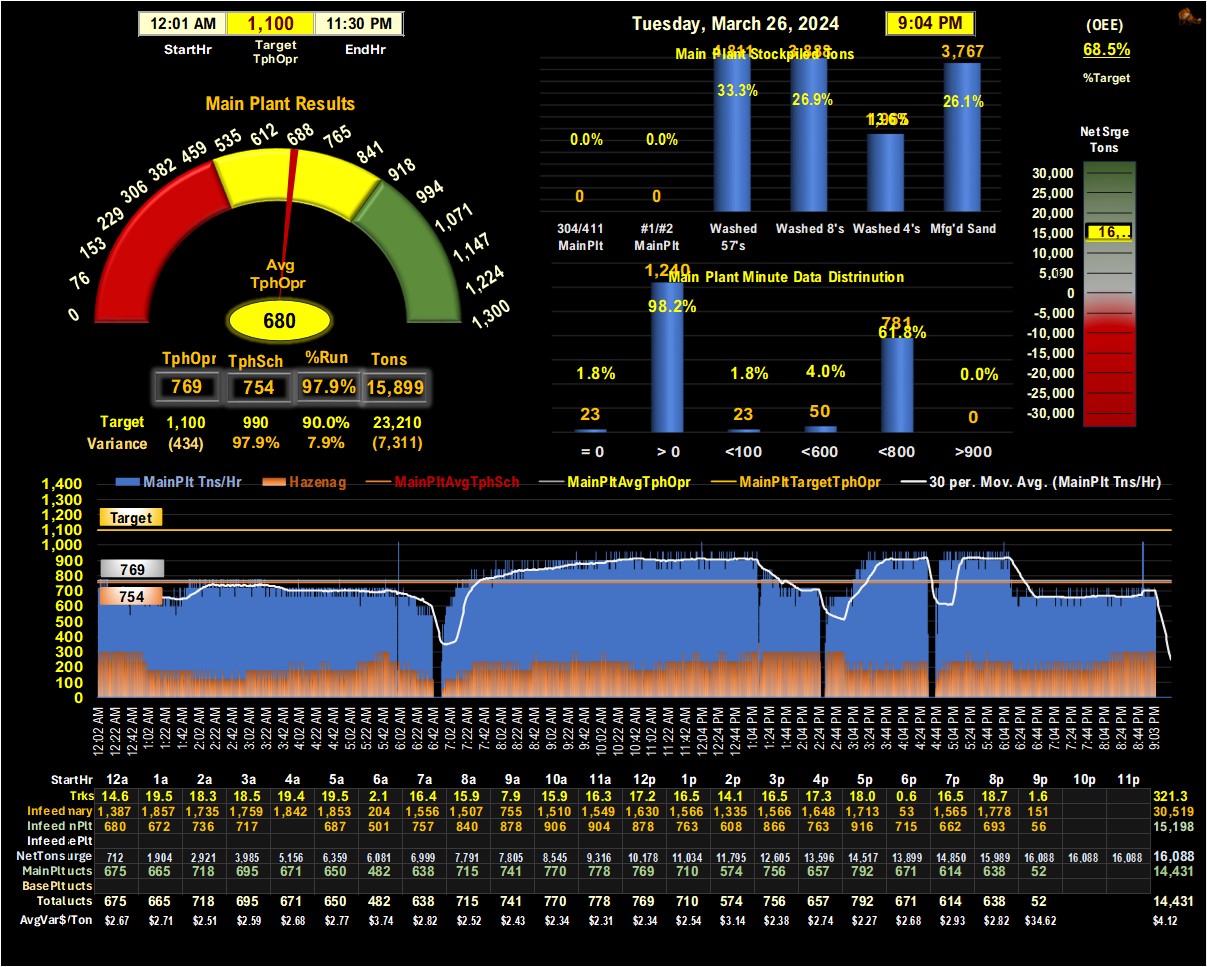 12:01 AM 1,100 11:30 PM
StartHr Target TphOpr EndHr
Tuesday, March 26, 2024 9:04 PM
(OEE)
68.5%
%Target
Main Plant Results
0 76 153 229 306 382 459 535 612 688 765 841 918 994 1,071 1,147 1,224 1,300
Avg
TphOpr
680
TphOpr TphSch %Run Tons
769 754 97.9% 15,899
Target 1,100 990 90.0% 23,210
Variance (434) 97.9% 7.9% (7,311)
Main Plant Stockpiled Tons
4,811 3,888 3,767
33.3% 26.9% 26.1%
0.0% 0.0%
0 0
304/411 MainPlt #1/#2 MainPlt Washed 57's Washed 8's Washed 4's Mfg'd Sand
Main Plant Minute Data Distrinution
1,240
98.2%
781
61.8%
1.8% 1.8% 4.0% 0.0%
23 23 50 0
= 0 > 0 <100 <600 <800 >900
NetSrge
Tons
30,000
25,000
20,000
15,000
16,...
10,000
5,000
0
-5,000
-10,000
-15,000
-20,000
-25,000
-30,000
MainPlt Tns/Hr Hazenag MainPltAvgTphSch MainPltAvgTphOpr MainPltTargetTphOpr 30 per. Mov. Avg. (MainPlt Tns/Hr)
1,400
1,300
1,200
1,100
1,000
900
800
700
600
500
400
300
200
100
0
Target
769
754
12:02 AM 12:22 AM 12:42 AM 1:02 AM 1:22 AM 1:42 AM 2:02 AM 2:22 AM 2:42 AM 3:02 AM 3:22 AM 3:42 AM 4:02 AM 4:22 AM 4:42 AM 5:02 AM 5:22 AM 5:42 AM 6:02 AM 6:22 AM 6:42 AM 7:02 AM 7:22 AM 7:42 AM 8:02 AM 8:22 AM 8:42 AM 9:02 AM 9:22 AM 9:42 AM 10:02 AM 10:22 AM 10:42 AM 11:02 AM 11:22 AM 11:42 AM 12:04 PM 12:24 PM 12:44 PM 1:04 PM 1:24 PM 1:44 PM 2:04 PM 2:24 PM 2:44 PM 3:04 PM 3:24 PM 3:44 PM 4:04 PM 4:24 PM 4:44 PM 5:04 PM 5:24 PM 5:44 PM 6:04 PM 6:24 PM 6:44 PM 7:04 PM 7:24 PM 7:44 PM 8:04 PM 8:24 PM 8:44 PM 9:03 PM
StartHr 12a 1a 2a 3a 4a 5a 6a 7a 8a 9a 10a 11a 12p 1p 2p 3p 4p 5p 6p 7p 8p 9p 10p 11p
Trks 14.6 19.5 18.3 18.5 19.4 19.5 2.1 16.4 15.9 7.9 15.9 16.3 17.2 16.5 14.1 16.5 17.3 18.0 0.6 16.5 18.7 1.6 321.3
Infeed nary 1,387 1,857 1,735 1,759 1,842 1,853 204 1,556 1,507 755 1,510 1,549 1,630 1,566 1,335 1,566 1,648 1,713 53 1,565 1,778 151 30,519
Infeed nPlt 680 672 736 717 687 501 757 840 878 906 904 878 763 608 866 763 916 715 662 693 56 15,198
Infeed ePlt
NetTons urge 712 1,904 2,921 3,985 5,156 6,359 6,081 6,999 7,791 7,805 8,545 9,316 10,178 11,034 11,795 12,605 13,596 14,517 13,899 14,850 15,989 16,088 16,088 16,088 16,088
MainPlt ucts 675 665 718 695 671 650 482 638 715 741 770 778 769 710 574 756 657 792 671 614 638 52 14,431
BasePlt ucts
Total ucts 675 665 718 695 671 650 482 638 715 741 770 778 769 710 574 756 657 792 671 614 638 52 14,431
AvgVar$/Ton $2.67 $2.71 $2.51 $2.59 $2.68 $2.77 $3.74 $2.82 $2.52 $2.43 $2.34 $2.31 $2.34 $2.54 $3.14 $2.38 $2.74 $2.27 $2.68 $2.93 $2.82 $34.62 $4.12